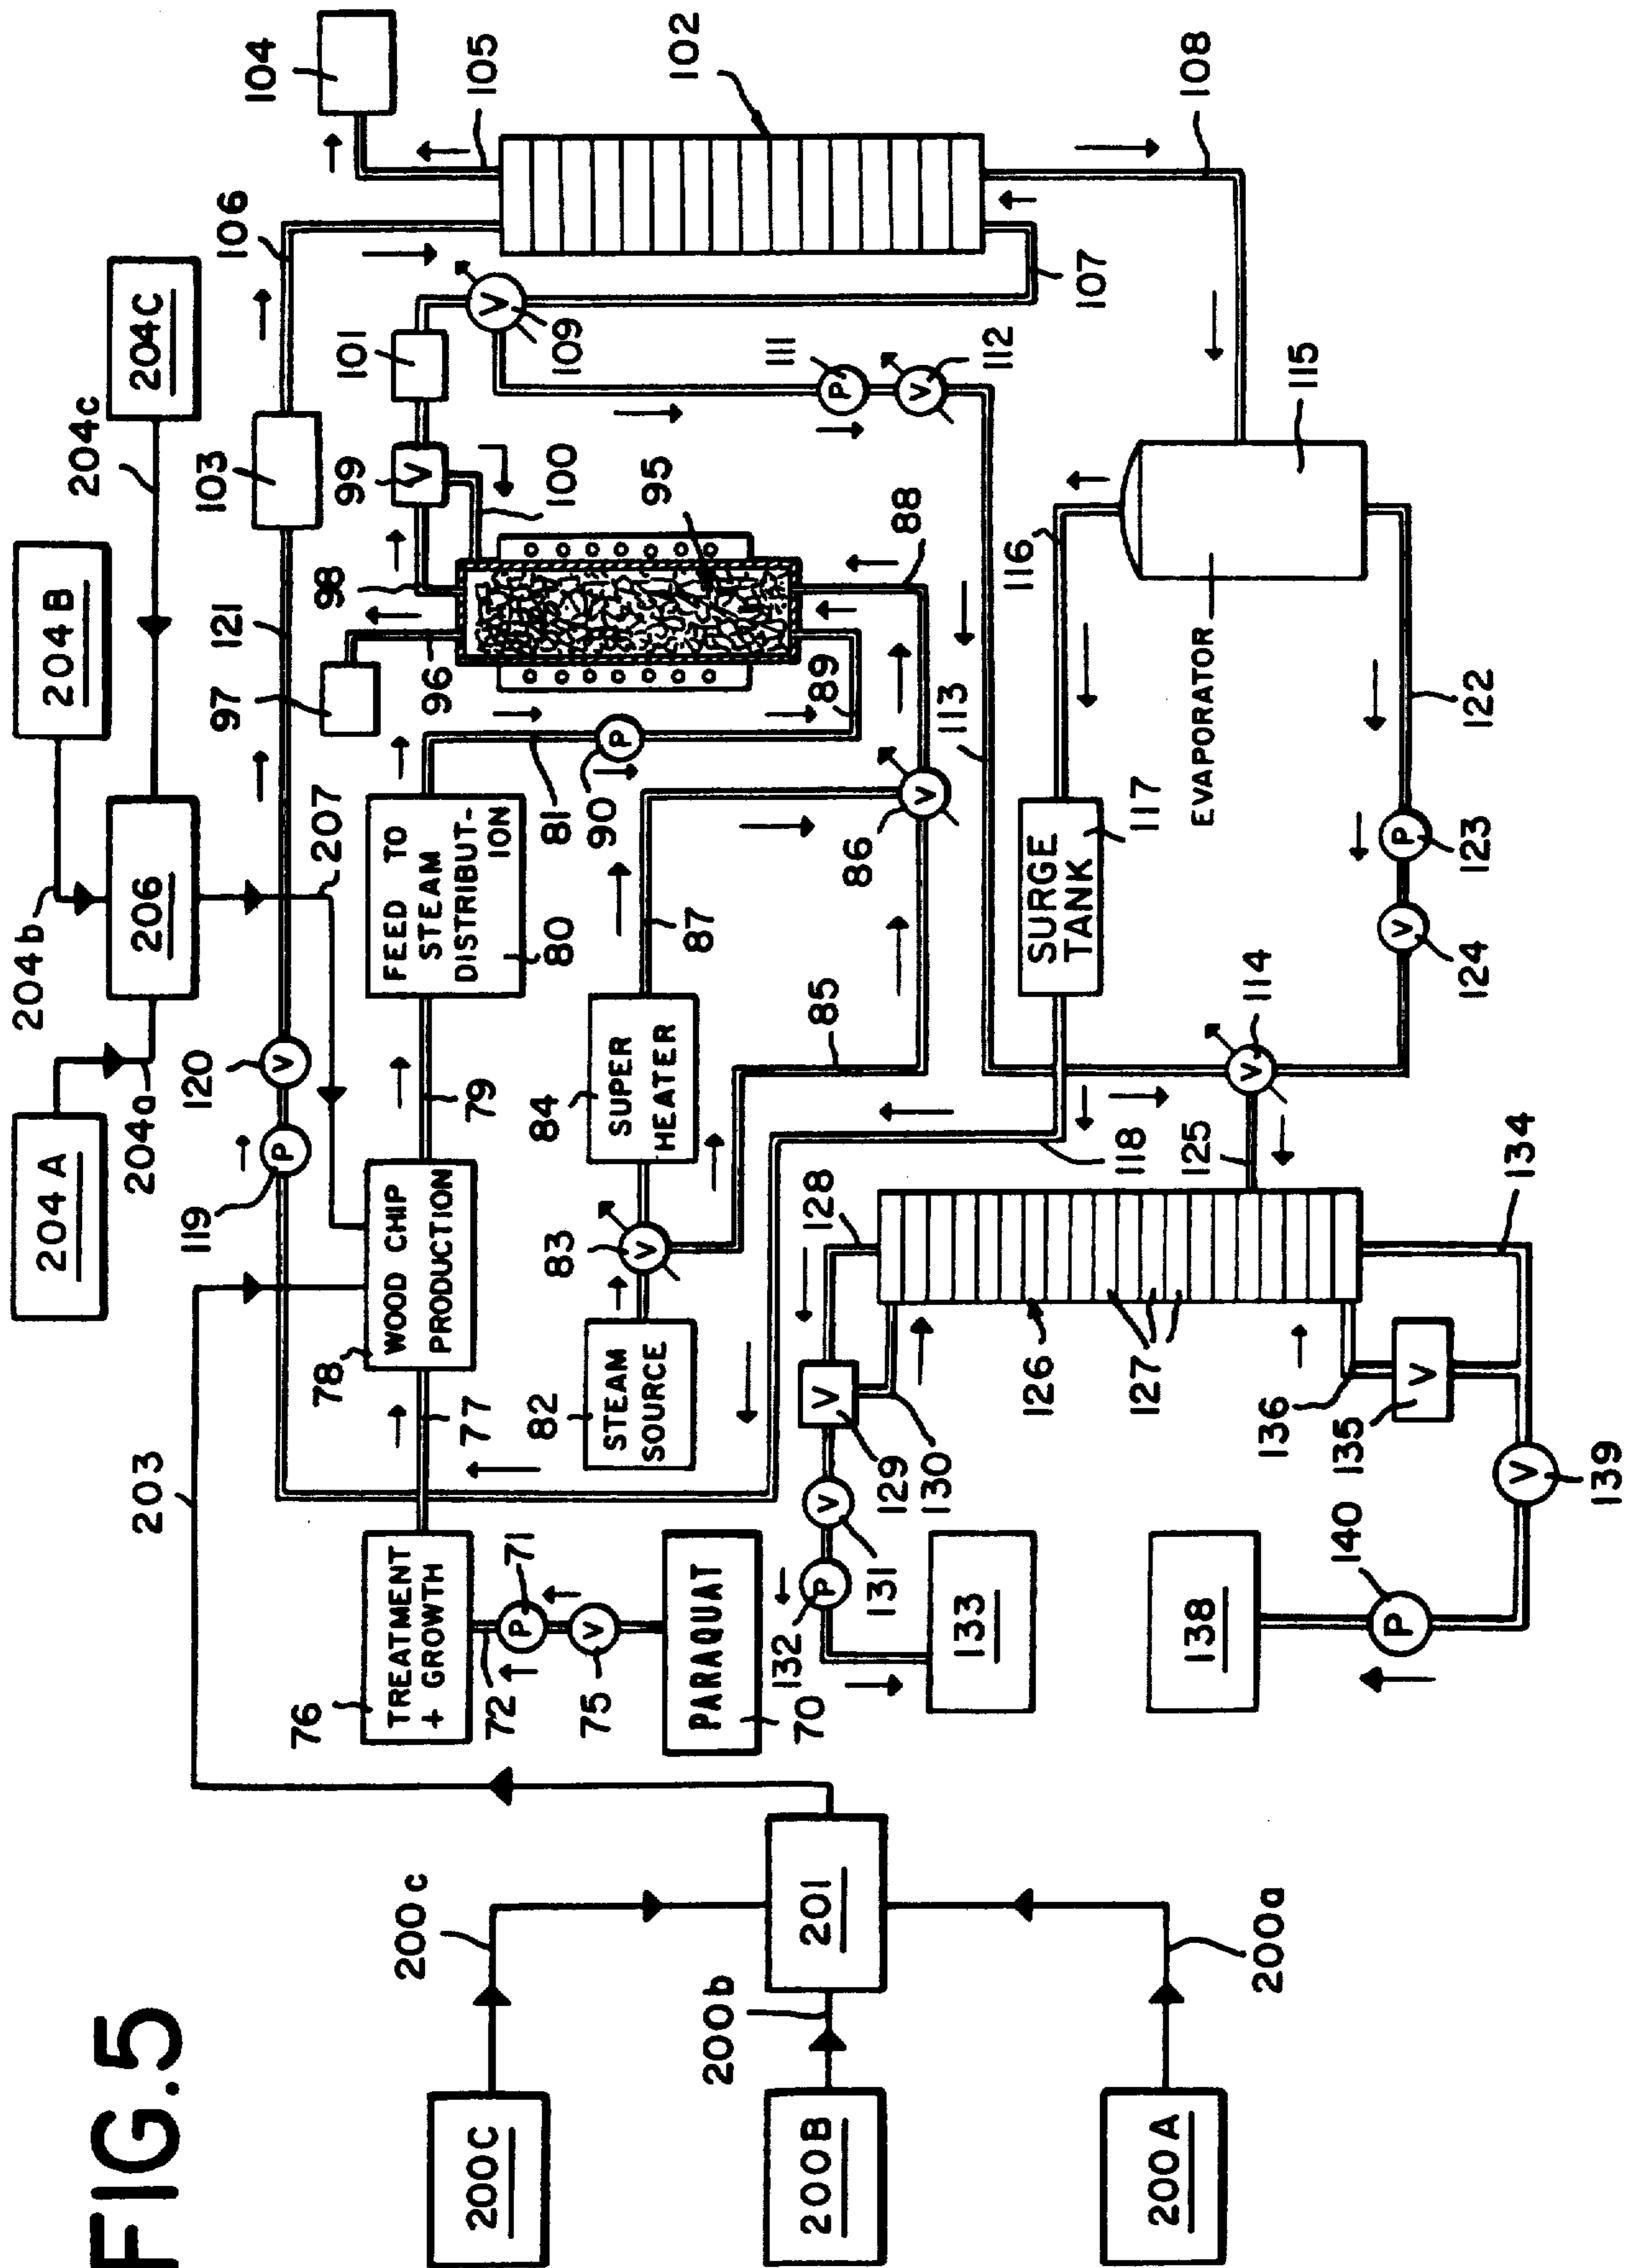 FIG.5
204A
204a
204b
204B
204c
204C
206
207
203
119
P
120
V
121
103
106
104
105
102
76
TREATMENT
+ GROWTH
77
78
WOOD CHIP
PRODUCTION
79
FEED TO
STEAM
DISTRIBUT-
ION
80
81
90
P
89
97
96
98
99
V
100
101
V
109
95
88
107
108
72
P
71
V
75
PARAQUAT
70
82
STEAM
SOURCE
83
V
84
SUPER
HEATER
87
85
86
V
113
111
P
V
112
116
115
EVAPORATOR
SURGE
TANK
117
118
122
P
123
V
124
V
114
125
128
V
129
130
V
131
P
132
133
126
127
134
V
135
136
138
140
P
V
139
200C
200c
200B
200b
200A
200a
201